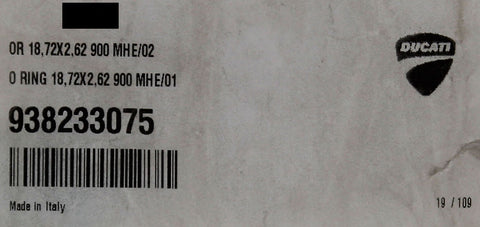 OR 18,72X2,62 900 MHE/02
DUCATI
O RING 18,72X2,62 900 MHE/01
938233075
Made in Italy
19 / 109